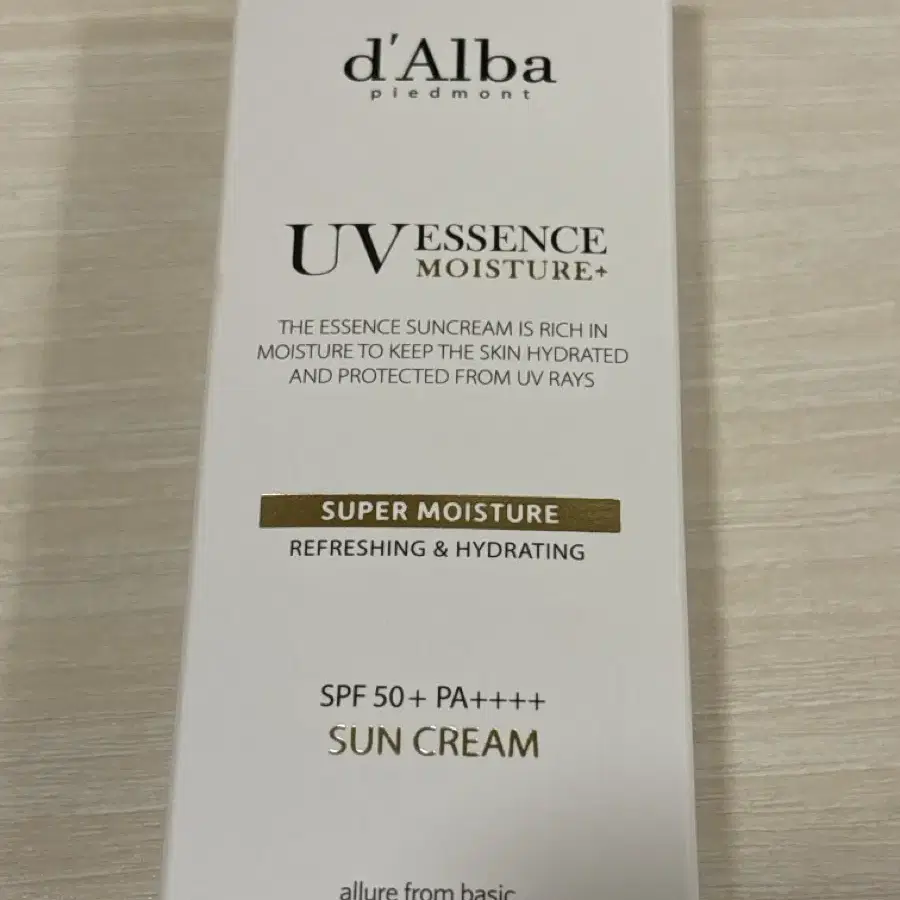 d'Alba
piedmont
UV ESSENCE
MOISTURE+
THE ESSENCE SUNCREAM IS RICH IN
MOISTURE TO KEEP THE SKIN HYDRATED
AND PROTECTED FROM UV RAYS
SUPER MOISTURE
REFRESHING & HYDRATING
SPF 50+ PA++++
SUN CREAM
allure from basic